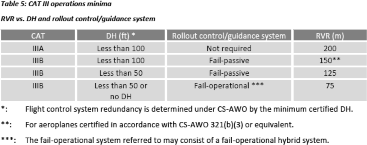 Table 5: CAT III operations minima
RVR vs. DH and rollout control/guidance system
CAT DH (ft) * Rollout control/guidance system RVR (m)
IIIA Less than 100 Not required 200
IIIB Less than 100 Fail-passive 150**
IIIB Less than 50 Fail-passive 125
IIIB Less than 50 or no DH Fail-operational *** 75
*: Flight control system redundancy is determined under CS-AWO by the minimum certified DH.
**: For aeroplanes certified in accordance with CS-AWO 321(b)(3) or equivalent.
***: The fail-operational system referred to may consist of a fail-operational hybrid system.